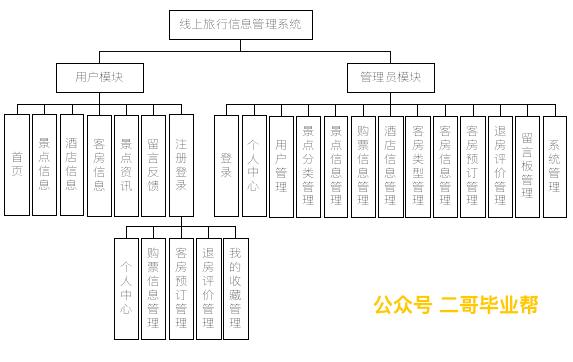 线上旅行信息管理系统
用户模块
管理员模块
首页
景点信息
酒店信息
客房信息
景点资讯
留言反馈
注册登录
登录
个人中心
用户管理
景点分类管理
景点信息管理
购票信息管理
酒店信息管理
客房类型管理
客房信息管理
客房预订管理
退房评价管理
留言板管理
系统管理
个人中心
购票信息管理
客房预订管理
退房评价管理
我的收藏管理
公众号 二哥毕业帮